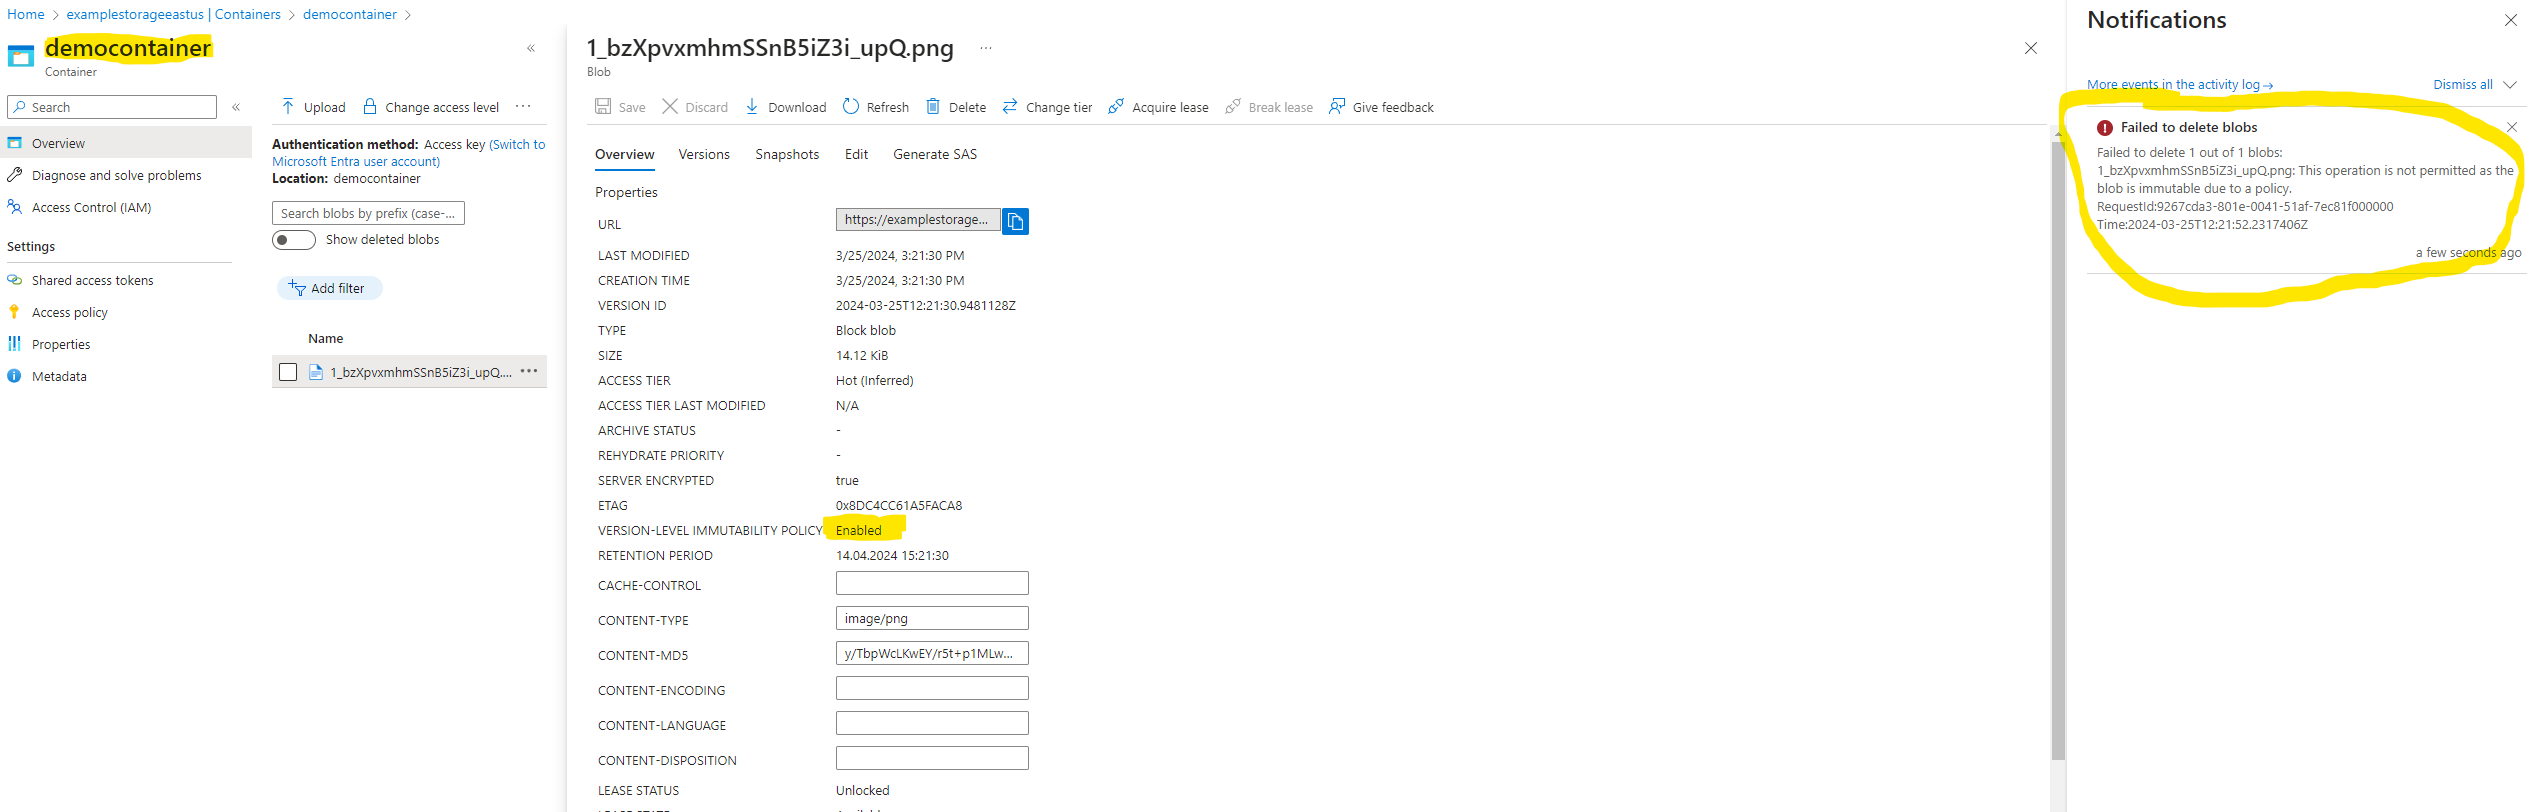 Home > examplestorageeastus | Containers > democontainer >
democontainer
Container
«
Search
«
Overview
Diagnose and solve problems
Access Control (IAM)
Settings
Shared access tokens
Access policy
Properties
Metadata
Upload
Change access level
...
Authentication method: Access key (Switch to
Microsoft Entra user account)
Location: democontainer
Search blobs by prefix (case-...
Show deleted blobs
Add filter
Name
1_bzXpvxmhmSSnB5iZ3i_upQ....
...
1_bzXpvxmhmSSnB5iZ3i_upQ.png ...
Blob
Save Discard Download Refresh Delete Change tier Acquire lease Break lease Give feedback
Overview Versions Snapshots Edit Generate SAS
Properties
URL https://examplestorage...
LAST MODIFIED 3/25/2024, 3:21:30 PM
CREATION TIME 3/25/2024, 3:21:30 PM
VERSION ID 2024-03-25T12:21:30.9481128Z
TYPE Block blob
SIZE 14.12 KiB
ACCESS TIER Hot (Inferred)
ACCESS TIER LAST MODIFIED N/A
ARCHIVE STATUS -
REHYDRATE PRIORITY -
SERVER ENCRYPTED true
ETAG 0x8DC4CC61A5FACA8
VERSION-LEVEL IMMUTABILITY POLICY Enabled
RETENTION PERIOD 14.04.2024 15:21:30
CACHE-CONTROL
CONTENT-TYPE image/png
CONTENT-MD5 y/TbpWcLKwEY/r5t+p1MLw...
CONTENT-ENCODING
CONTENT-LANGUAGE
CONTENT-DISPOSITION
LEASE STATUS Unlocked
Notifications
More events in the activity log →
Dismiss all
Failed to delete blobs
Failed to delete 1 out of 1 blobs:
1_bzXpvxmhmSSnB5iZ3i_upQ.png: This operation is not permitted as the
blob is immutable due to a policy.
RequestId:9267cda3-801e-0041-51af-7ec81f000000
Time:2024-03-25T12:21:52.2317406Z
a few seconds ago